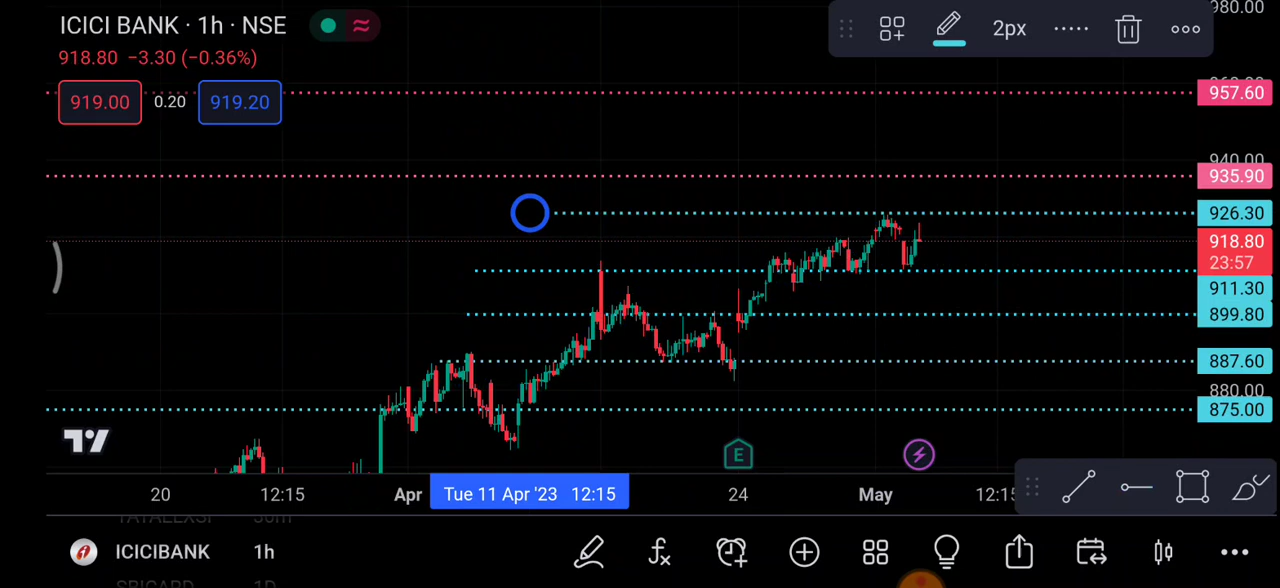 ICICI BANK · 1h · NSE
918.80 −3.30 (−0.36%)
919.00 0.20 919.20
2px
980.00
957.60
940.00
935.90
926.30
918.80
23:57
911.30
899.80
887.60
880.00
875.00
E
20 12:15 Apr Tue 11 Apr '23 12:15 24 May 12:15
ICICIBANK 1h